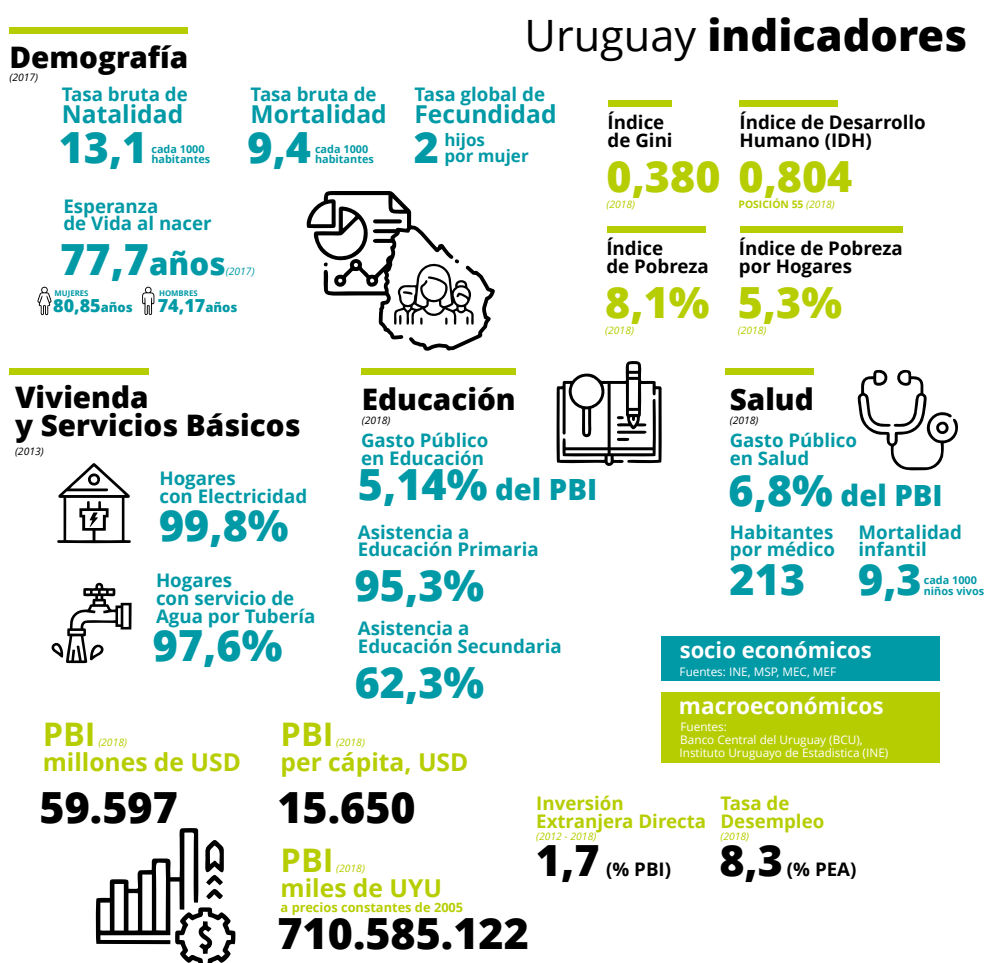 Uruguay indicadores
Demografía
(2017)
Tasa bruta de
Natalidad
13,1 cada 1000
habitantes
Tasa bruta de
Mortalidad
9,4 cada 1000
habitantes
Tasa global de
Fecundidad
2 hijos
por mujer
Esperanza
de Vida al nacer
77,7 años (2017)
MUJERES
80,85 años
HOMBRES
74,17 años
Índice
de Gini
0,380
(2018)
Índice de Desarrollo
Humano (IDH)
0,804
POSICIÓN 55 (2018)
Índice
de Pobreza
8,1%
(2018)
Índice de Pobreza
por Hogares
5,3%
(2018)
Vivienda
y Servicios Básicos
(2013)
Hogares
con Electricidad
99,8%
Hogares
con servicio de
Agua por Tubería
97,6%
Educación
(2018)
Gasto Público
en Educación
5,14% del PBI
Asistencia a
Educación Primaria
95,3%
Asistencia a
Educación Secundaria
62,3%
Salud
(2018)
Gasto Público
en Salud
6,8% del PBI
Habitantes
por médico
213
Mortalidad
infantil
9,3 cada 1000
niños vivos
socio económicos
Fuentes: INE, MSP, MEC, MEF
macroeconómicos
Fuentes:
Banco Central del Uruguay (BCU),
Instituto Uruguayo de Estadistica (INE)
PBI (2018)
millones de USD
59.597
PBI (2018)
per cápita, USD
15.650
PBI (2018)
miles de UYU
a precios constantes de 2005
710.585.122
Inversión
Extranjera Directa
(2012 - 2018)
1,7 (% PBI)
Tasa de
Desempleo
(2018)
8,3 (% PEA)
$